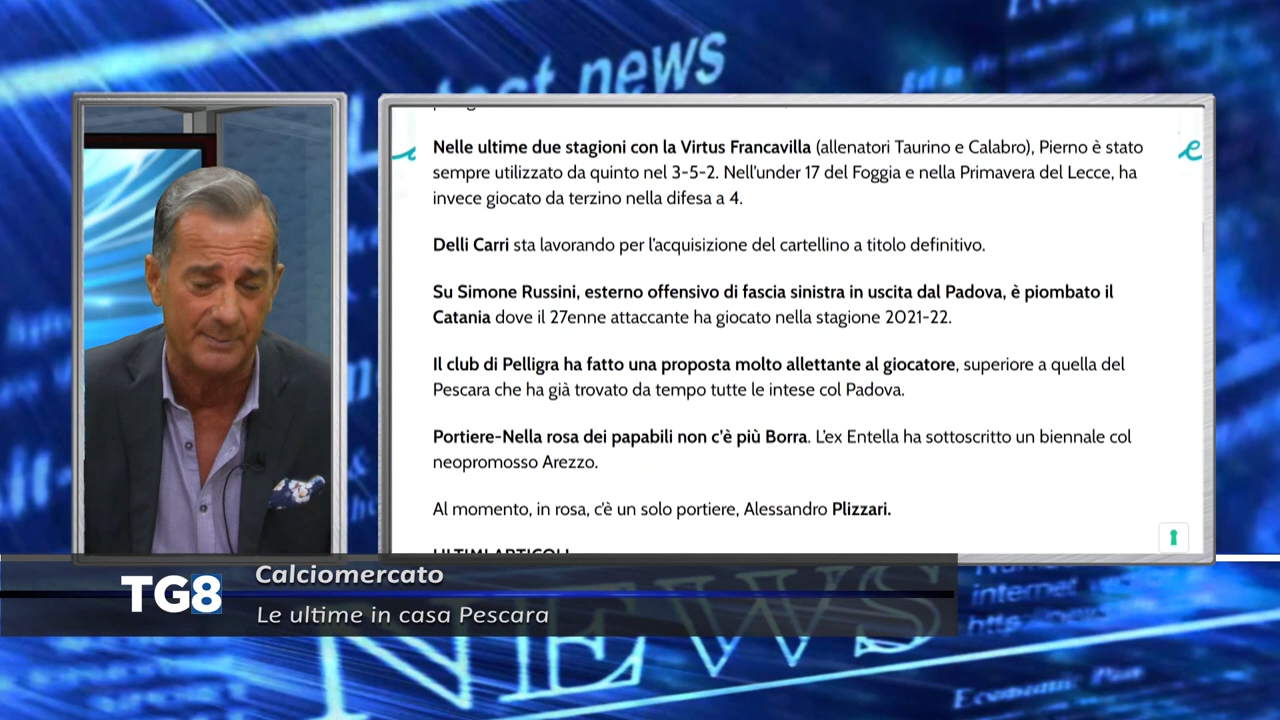 Latest news
Nelle ultime due stagioni con la Virtus Francavilla (allenatori Taurino e Calabro), Pierno è stato
sempre utilizzato da quinto nel 3-5-2. Nell'under 17 del Foggia e nella Primavera del Lecce, ha
invece giocato da terzino nella difesa a 4.
Delli Carri sta lavorando per l'acquisizione del cartellino a titolo definitivo.
Su Simone Russini, esterno offensivo di fascia sinistra in uscita dal Padova, è piombato il
Catania dove il 27enne attaccante ha giocato nella stagione 2021-22.
Il club di Pelligra ha fatto una proposta molto allettante al giocatore, superiore a quella del
Pescara che ha già trovato da tempo tutte le intese col Padova.
Portiere-Nella rosa dei papabili non c'è più Borra. L'ex Entella ha sottoscritto un biennale col
neopromosso Arezzo.
Al momento, in rosa, c'è un solo portiere, Alessandro Plizzari.
ULTIMI ARTICOLI
TG8
Calciomercato
Le ultime in casa Pescara
NEWS
internet
http